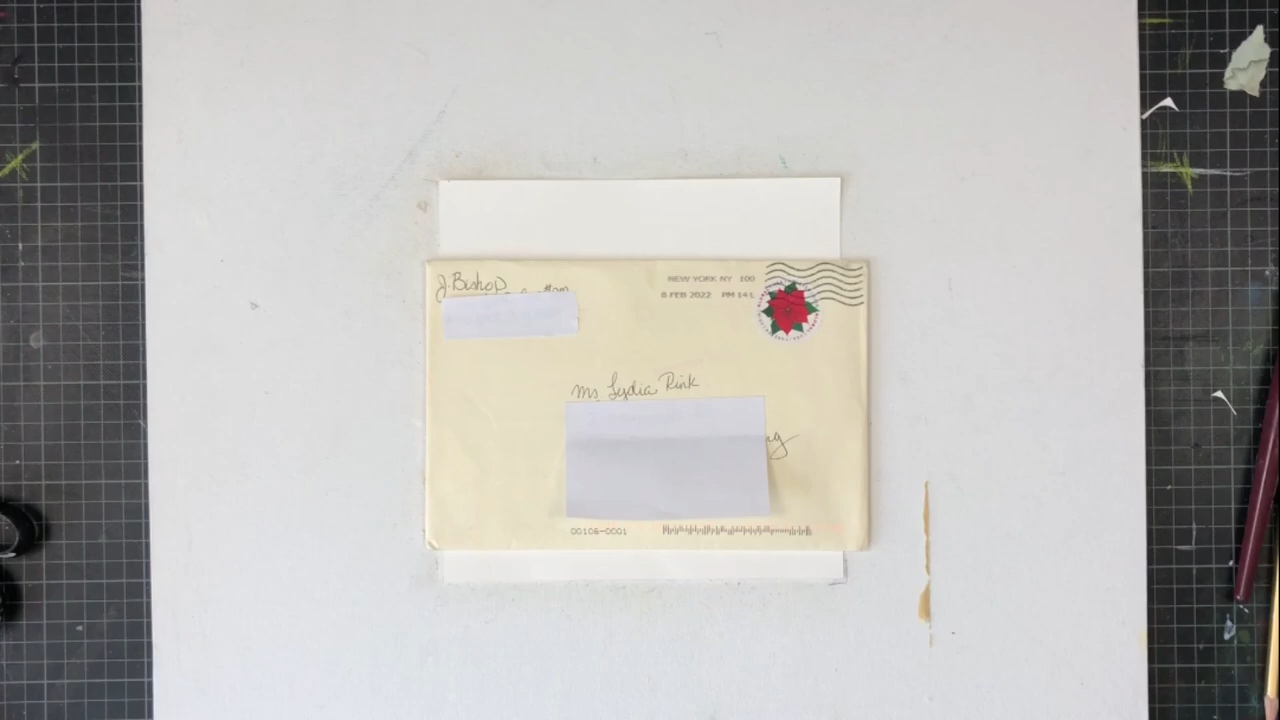 J. Bishop
NEW YORK NY 100
8 FEB 2022 PM 14 L
Ms. Lydia Rink
00106-0001